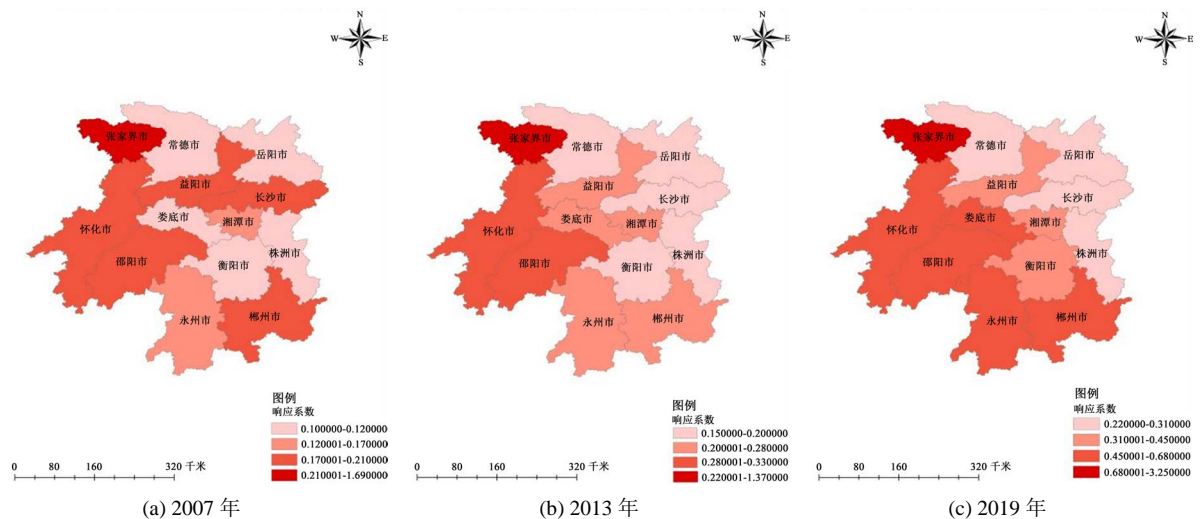 N
W E
S
张家界市
常德市
岳阳市
益阳市
长沙市
娄底市
湘潭市
怀化市
株洲市
邵阳市
衡阳市
永州市
郴州市
图例
响应系数
0.100000-0.120000
0.120001-0.170000
0.170001-0.210000
0.210001-1.690000
0 80 160 320 千米
(a) 2007 年
N
W E
S
张家界市
常德市
岳阳市
益阳市
长沙市
娄底市
湘潭市
怀化市
株洲市
邵阳市
衡阳市
永州市
郴州市
图例
响应系数
0.150000-0.200000
0.200001-0.280000
0.280001-0.330000
0.220001-1.370000
0 80 160 320 千米
(b) 2013 年
N
W E
S
张家界市
常德市
岳阳市
益阳市
长沙市
娄底市
湘潭市
怀化市
株洲市
邵阳市
衡阳市
永州市
郴州市
图例
响应系数
0.220000-0.310000
0.310001-0.450000
0.450001-0.680000
0.680001-3.250000
0 80 160 320 千米
(c) 2019 年